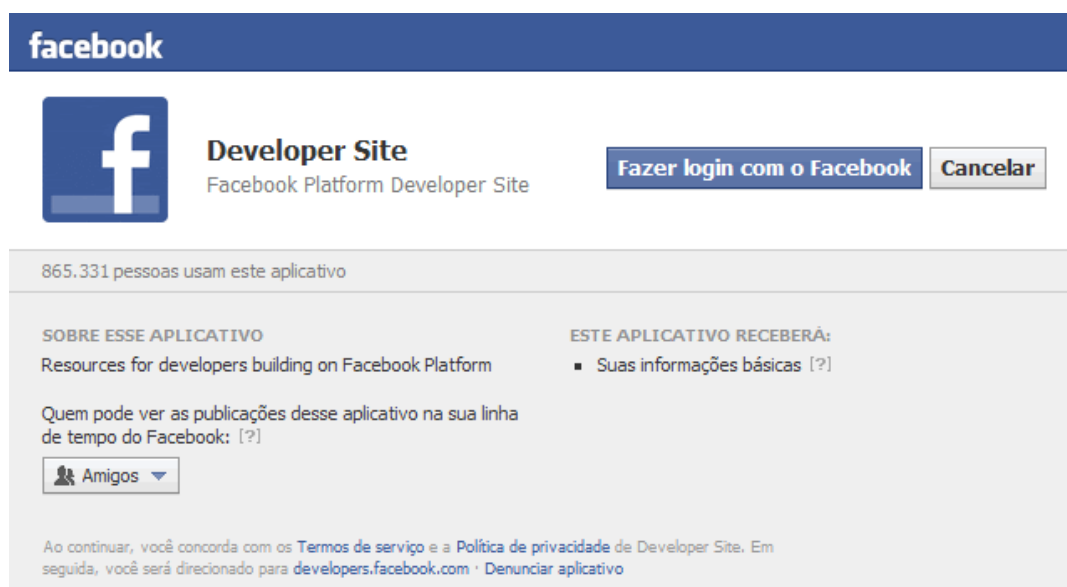 facebook
f
Developer Site
Facebook Platform Developer Site
Fazer login com o Facebook
Cancelar
865.331 pessoas usam este aplicativo
SOBRE ESSE APLICATIVO
Resources for developers building on Facebook Platform
Quem pode ver as publicações desse aplicativo na sua linha
de tempo do Facebook: [?]
Amigos
ESTE APLICATIVO RECEBERÁ:
Suas informações básicas [?]
Ao continuar, você concorda com os Termos de serviço e a Política de privacidade de Developer Site. Em
seguida, você será direcionado para developers.facebook.com · Denunciar aplicativo